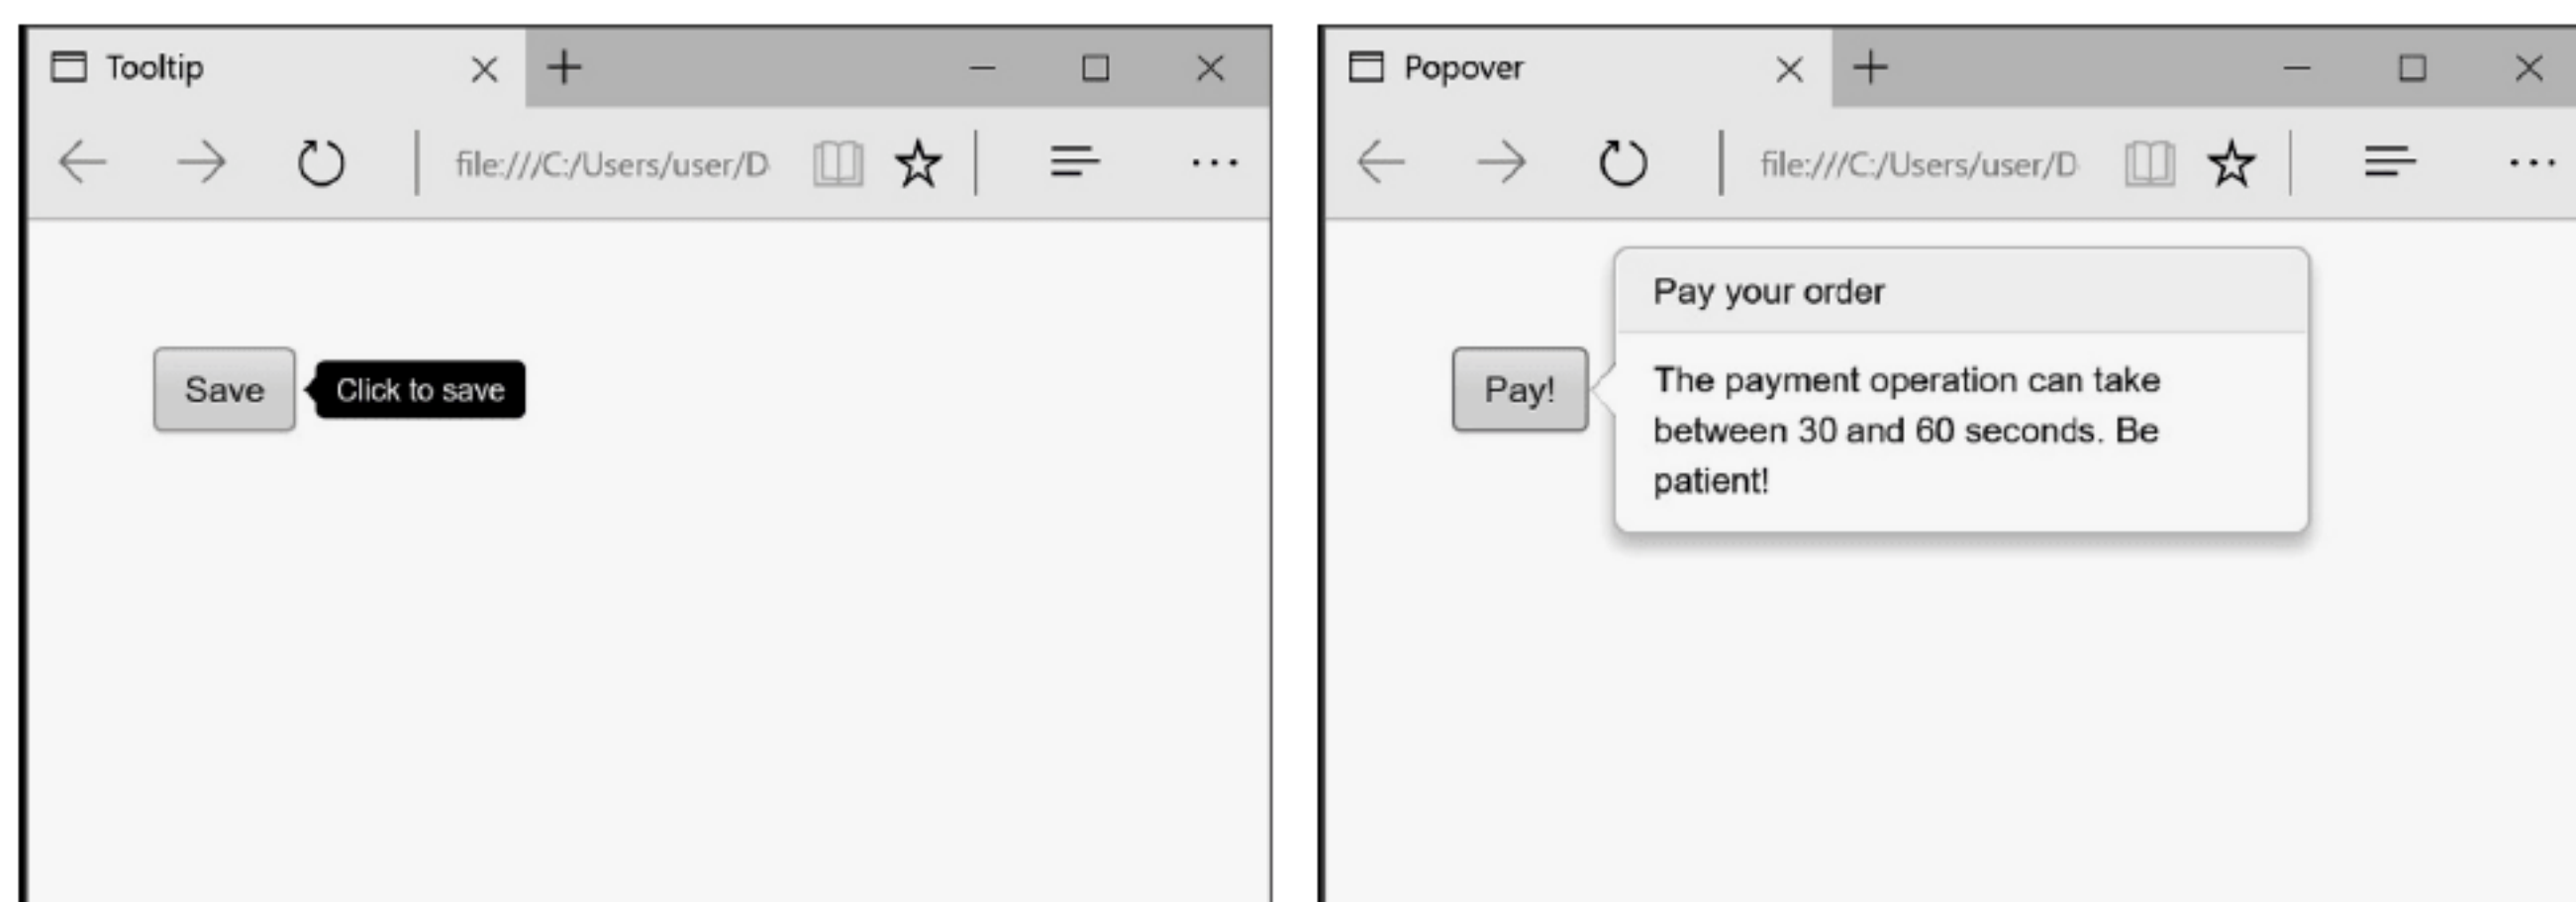 Tooltip
file:///C:/Users/user/D
Save
Click to save
Popover
file:///C:/Users/user/D
Pay your order
Pay!
The payment operation can take
between 30 and 60 seconds. Be
patient!